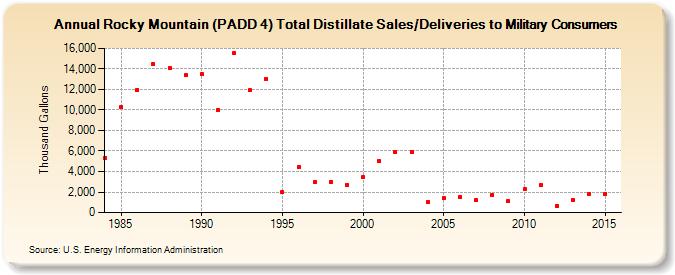 Annual Rocky Mountain (PADD 4) Total Distillate Sales/Deliveries to Military Consumers
Thousand Gallons
16,000
14,000
12,000
10,000
8,000
6,000
4,000
2,000
0
1985 1990 1995 2000 2005 2010 2015
Source: U.S. Energy Information Administration